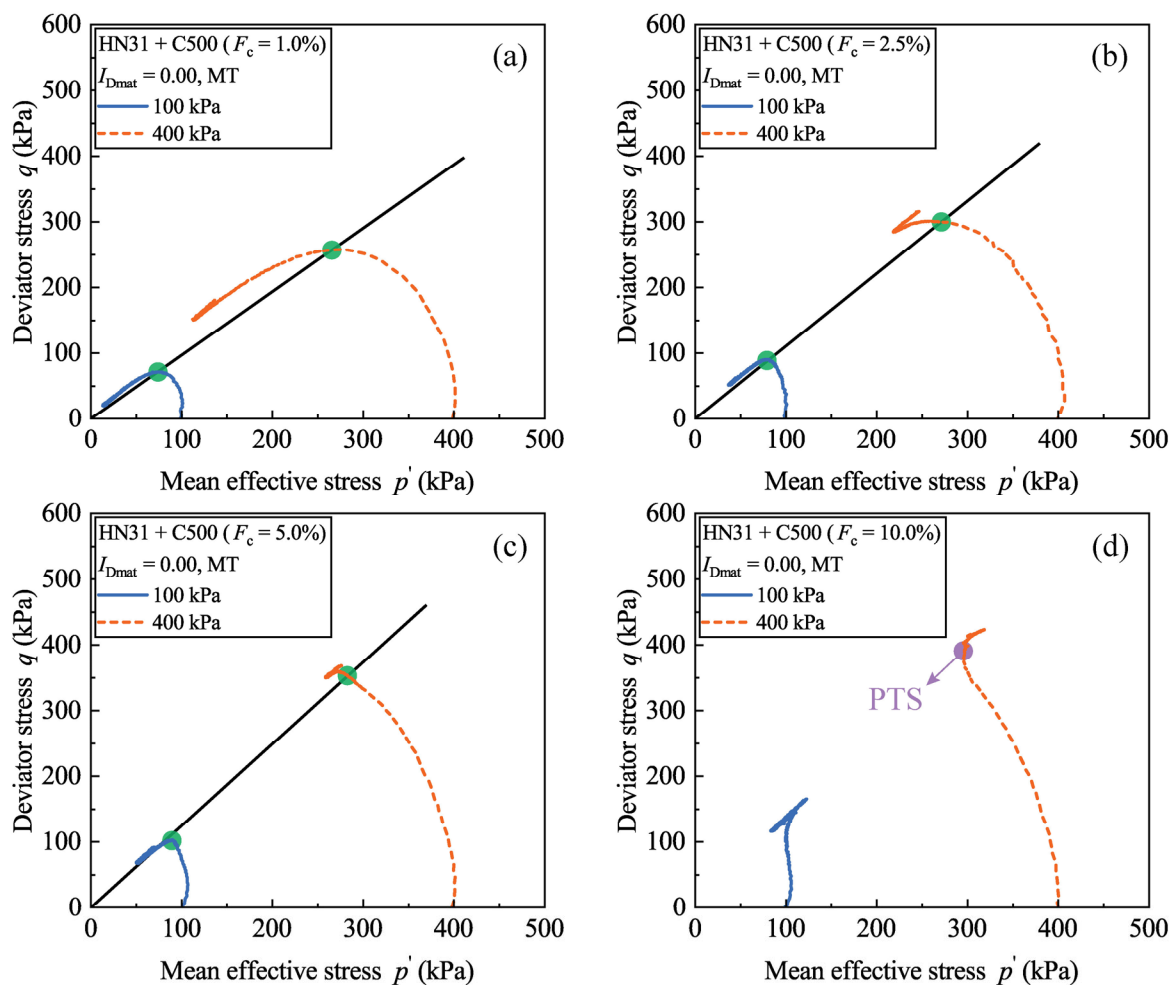 600
500
400
300
200
100
0
Deviator stress q (kPa)
HN31 + C500 ( Fc = 1.0%)
IDmat = 0.00, MT
100 kPa
400 kPa
(a)
0 100 200 300 400 500
Mean effective stress p' (kPa)
600
500
400
300
200
100
0
Deviator stress q (kPa)
HN31 + C500 ( Fc = 2.5%)
IDmat = 0.00, MT
100 kPa
400 kPa
(b)
0 100 200 300 400 500
Mean effective stress p' (kPa)
600
500
400
300
200
100
0
Deviator stress q (kPa)
HN31 + C500 ( Fc = 5.0%)
IDmat = 0.00, MT
100 kPa
400 kPa
(c)
0 100 200 300 400 500
Mean effective stress p' (kPa)
600
500
400
300
200
100
0
Deviator stress q (kPa)
HN31 + C500 ( Fc = 10.0%)
IDmat = 0.00, MT
100 kPa
400 kPa
(d)
PTS
0 100 200 300 400 500
Mean effective stress p' (kPa)